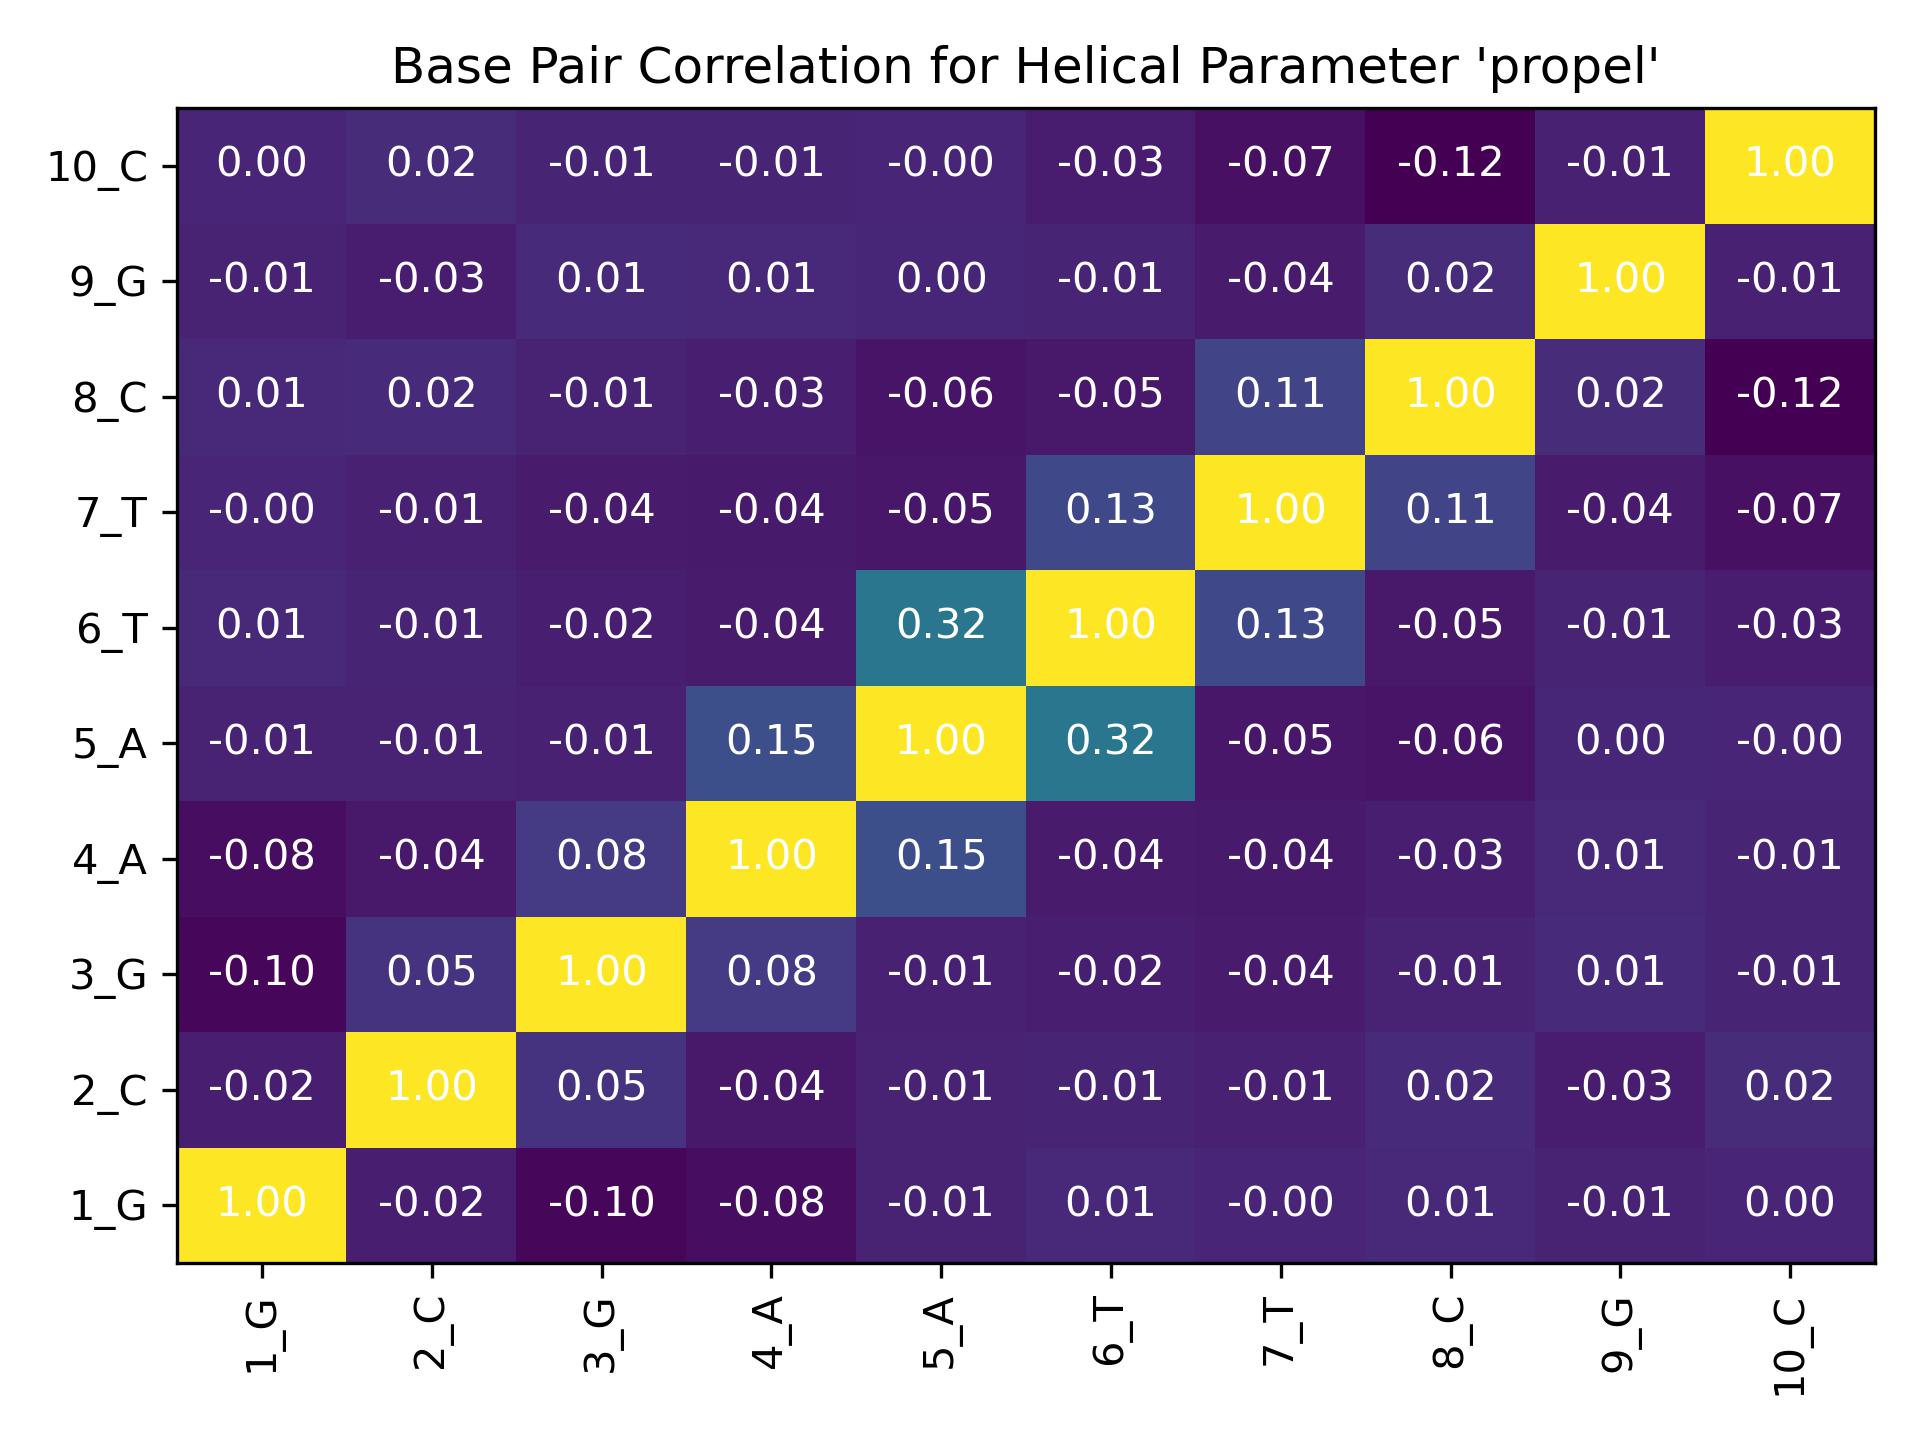 Base Pair Correlation for Helical Parameter 'propel'
10_C 0.00 0.02 -0.01 -0.01 -0.00 -0.03 -0.07 -0.12 -0.01 1.00
9_G -0.01 -0.03 0.01 0.01 0.00 -0.01 -0.04 0.02 1.00 -0.01
8_C 0.01 0.02 -0.01 -0.03 -0.06 -0.05 0.11 1.00 0.02 -0.12
7_T -0.00 -0.01 -0.04 -0.04 -0.05 0.13 1.00 0.11 -0.04 -0.07
6_T 0.01 -0.01 -0.02 -0.04 0.32 1.00 0.13 -0.05 -0.01 -0.03
5_A -0.01 -0.01 -0.01 0.15 1.00 0.32 -0.05 -0.06 0.00 -0.00
4_A -0.08 -0.04 0.08 1.00 0.15 -0.04 -0.04 -0.03 0.01 -0.01
3_G -0.10 0.05 1.00 0.08 -0.01 -0.02 -0.04 -0.01 0.01 -0.01
2_C -0.02 1.00 0.05 -0.04 -0.01 -0.01 -0.01 0.02 -0.03 0.02
1_G 1.00 -0.02 -0.10 -0.08 -0.01 0.01 -0.00 0.01 -0.01 0.00
1_G 2_C 3_G 4_A 5_A 6_T 7_T 8_C 9_G 10_C